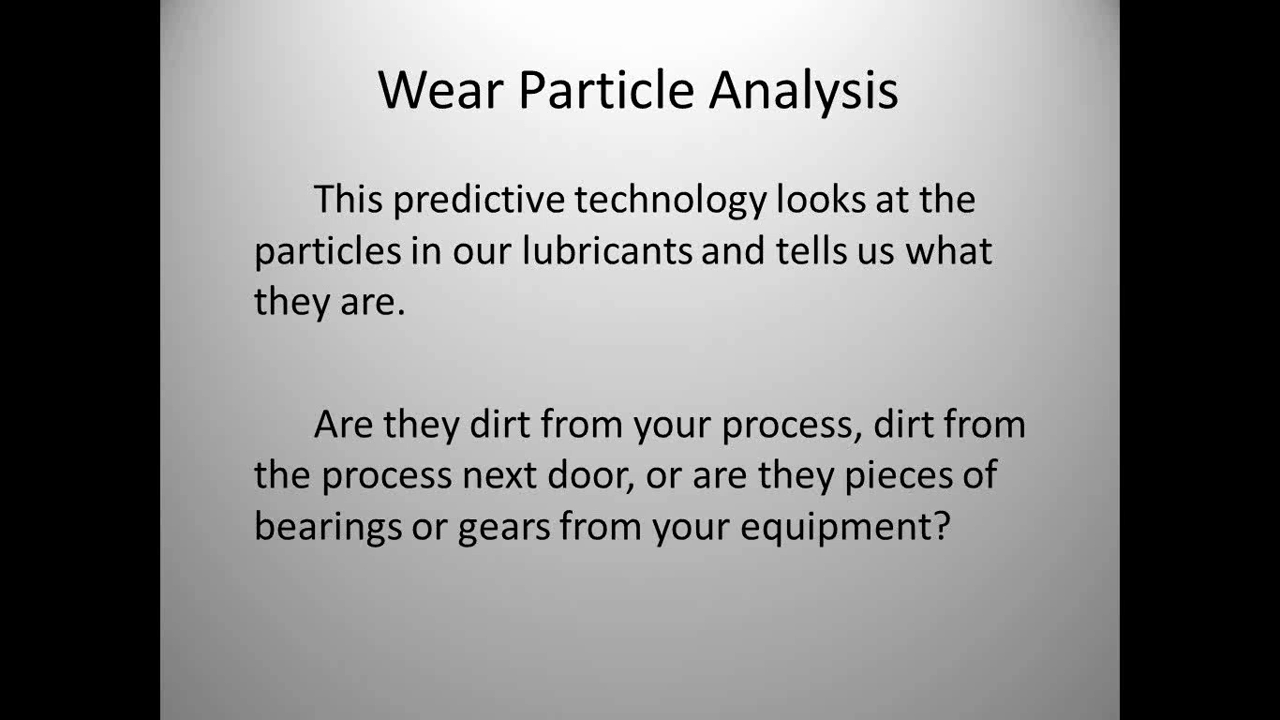 Wear Particle Analysis
This predictive technology looks at the
particles in our lubricants and tells us what
they are.
Are they dirt from your process, dirt from
the process next door, or are they pieces of
bearings or gears from your equipment?